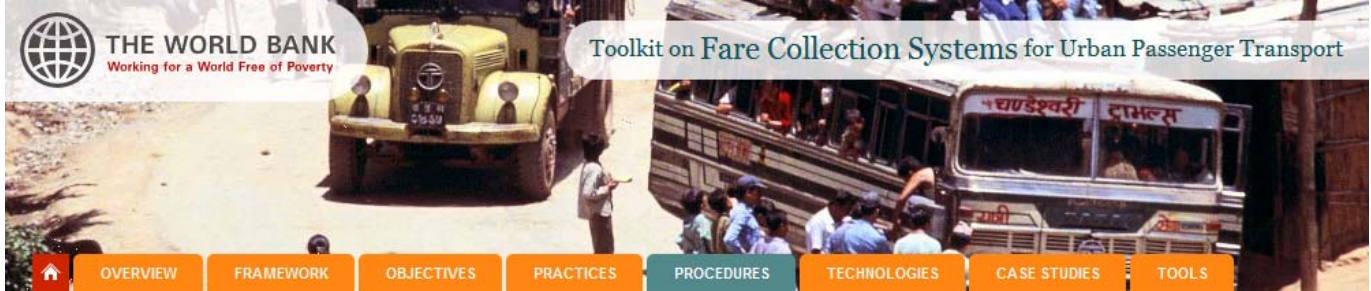 THE WORLD BANK
Working for a World Free of Poverty
Toolkit on Fare Collection Systems for Urban Passenger Transport
चण्डेश्वरी ट्राभल्स
यात्री
OVERVIEW
FRAMEWORK
OBJECTIVES
PRACTICES
PROCEDURES
TECHNOLOGIES
CASE STUDIES
TOOLS